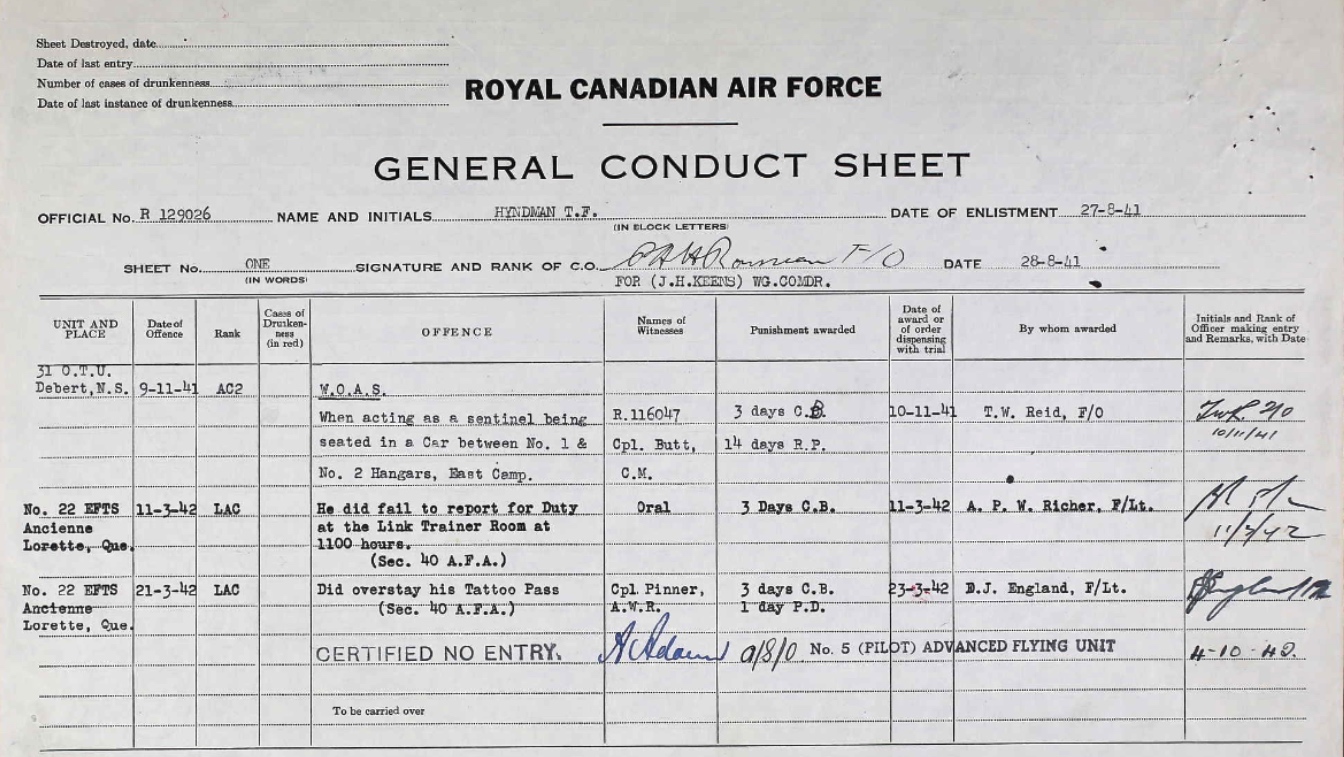 Sheet Destroyed, date
Date of last entry
Number of cases of drunkenness
Date of last instance of drunkenness
ROYAL CANADIAN AIR FORCE
GENERAL CONDUCT SHEET
OFFICIAL No. R 129026 NAME AND INITIALS HYNDMAN T.F. DATE OF ENLISTMENT 27-8-41
(IN BLOCK LETTERS)
SHEET No. ONE SIGNATURE AND RANK OF C.O. F/O DATE 28-8-41
(IN WORDS) FOR (J.H.KEENS) WG.COMDR.
UNIT AND PLACE Date of Offence Rank Cases of Drunken-ness (in red) OFFENCE Names of Witnesses Punishment awarded Date of award or of order dispensing with trial By whom awarded Initials and Rank of Officer making entry and Remarks, with Date
31 O.T.U.
Debert,N.S. 9-11-41 AC2 W.O.A.S.
When acting as a sentinel being R.116047 3 days C.B. 10-11-41 T.W. Reid, F/O
seated in a Car between No. 1 & Cpl. Butt, 14 days R.P. 10/11/41
No. 2 Hangars, East Camp. C.M.
No. 22 EFTS 11-3-42 LAC He did fail to report for Duty Oral 3 Days C.B. 11-3-42 A. P. W. Richer, F/Lt.
Ancienne at the Link Trainer Room at 11/3/42
Lorette, Que. 1100 hours.
(Sec. 40 A.F.A.)
No. 22 EFTS 21-3-42 LAC Did overstay his Tattoo Pass Cpl. Pinner, 3 days C.B. 23-3-42 D.J. England, F/Lt.
Ancienne (Sec. 40 A.F.A.) A.W.R. 1 day P.D.
Lorette, Que.
CERTIFIED NO ENTRY. No. 5 (PILOT) ADVANCED FLYING UNIT 4-10-42.
To be carried over